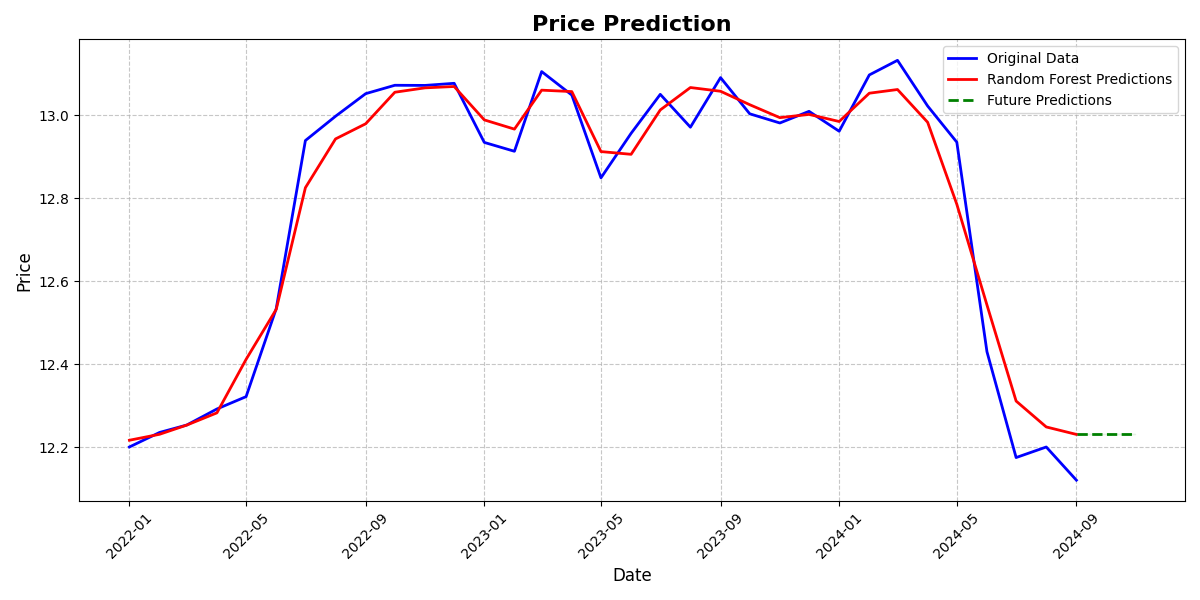 Price Prediction
Original Data
Random Forest Predictions
Future Predictions
Price
13.0
12.8
12.6
12.4
12.2
2022-01
2022-05
2022-09
2023-01
2023-05
2023-09
2024-01
2024-05
2024-09
Date